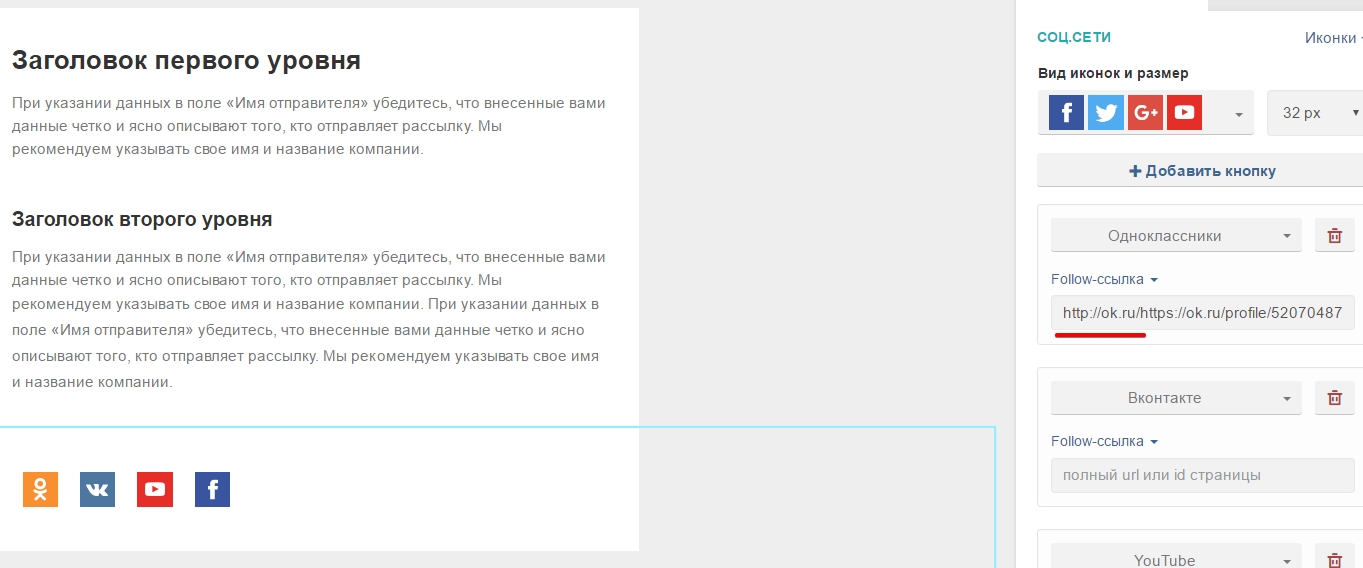 Заголовок первого уровня
При указании данных в поле «Имя отправителя» убедитесь, что внесенные вами
данные четко и ясно описывают того, кто отправляет рассылку. Мы
рекомендуем указывать свое имя и название компании.
Заголовок второго уровня
При указании данных в поле «Имя отправителя» убедитесь, что внесенные вами
данные четко и ясно описывают того, кто отправляет рассылку. Мы
рекомендуем указывать свое имя и название компании. При указании данных в
поле «Имя отправителя» убедитесь, что внесенные вами данные четко и ясно
описывают того, кто отправляет рассылку. Мы рекомендуем указывать свое имя
и название компании.
СОЦ.СЕТИ
Иконки
Вид иконок и размер
32 px
Добавить кнопку
Одноклассники
Follow-ссылка
http://ok.ru/https://ok.ru/profile/52070487
Вконтакте
Follow-ссылка
полный url или id страницы
YouTube